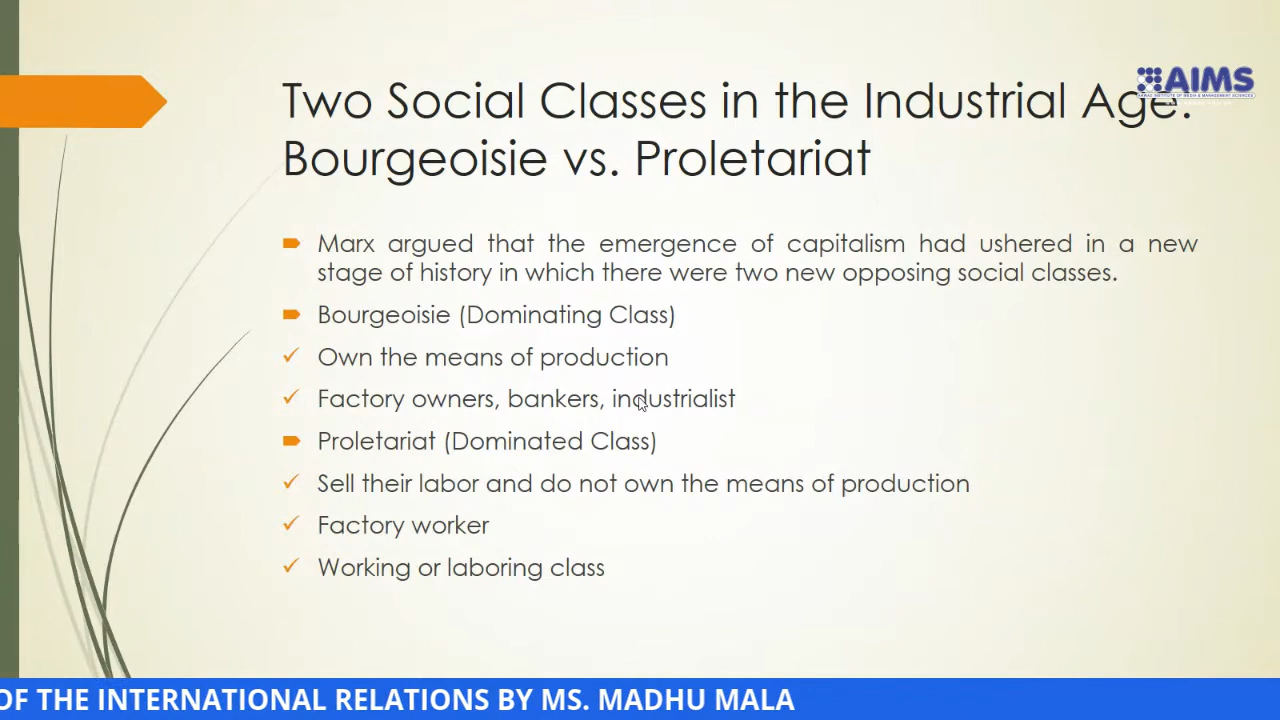 AIMS
Two Social Classes in the Industrial Age:
Bourgeoisie vs. Proletariat
Marx argued that the emergence of capitalism had ushered in a new
stage of history in which there were two new opposing social classes.
Bourgeoisie (Dominating Class)
Own the means of production
Factory owners, bankers, industrialist
Proletariat (Dominated Class)
Sell their labor and do not own the means of production
Factory worker
Working or laboring class
OF THE INTERNATIONAL RELATIONS BY MS. MADHU MALA